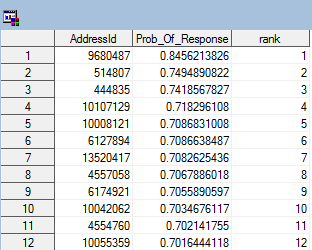 AddressId Prob_Of_Response rank
1 9680487 0.8456213826 1
2 514807 0.7494890822 2
3 444835 0.7418567827 3
4 10107129 0.718296108 4
5 10008121 0.7086831008 5
6 6127894 0.7086638487 6
7 13520417 0.7082625436 7
8 4557058 0.7067886018 8
9 6174921 0.7055890597 9
10 10042062 0.7034676117 10
11 4554760 0.702141755 11
12 10055359 0.7016444118 12